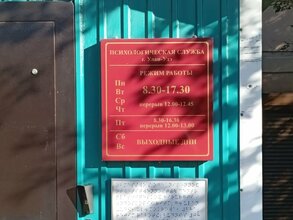 ПСИХОЛОГИЧЕСКАЯ СЛУЖБА
г. Улан-Удэ
РЕЖИМ РАБОТЫ
Пн
Вт 8.30-17.30
Ср перерыв 12.00-12.45
Чт
Пт 8.30-16.30
перерыв 12.00-13.00
Сб
Вс ВЫХОДНЫЕ ДНИ